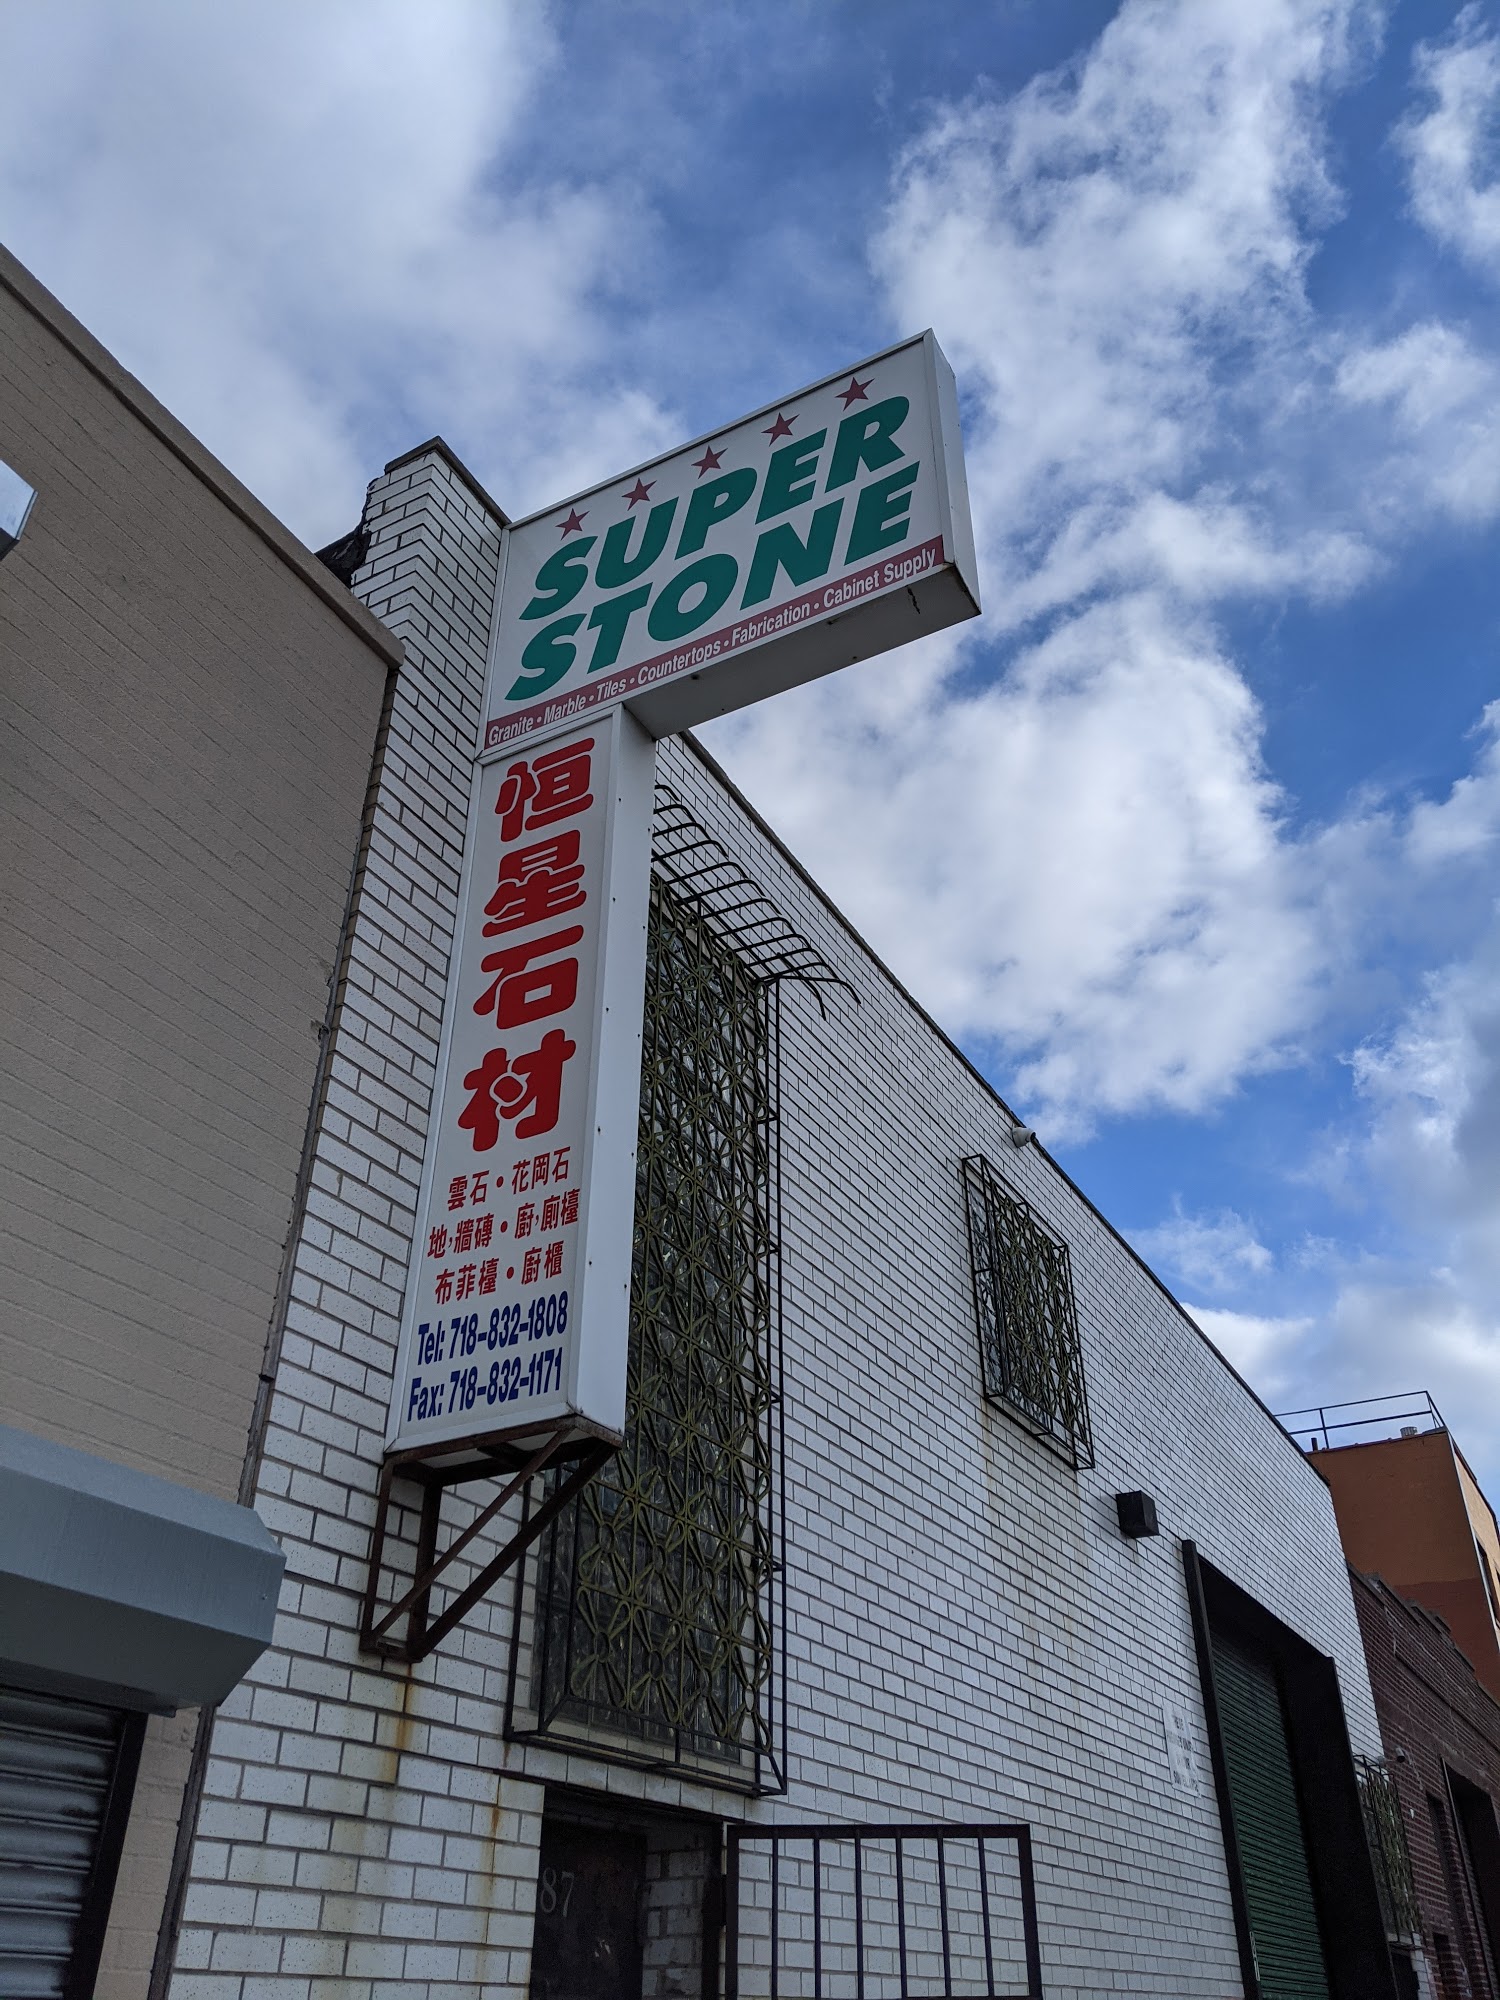 SUPER
STONE
Granite • Marble • Tiles • Countertops • Fabrication • Cabinet Supply
恒星石材
雲石 • 花岡石
地,牆磚 • 廚,廁檯
布菲檯 • 廚櫃
Tel: 718-832-1808
Fax: 718-832-1171
87